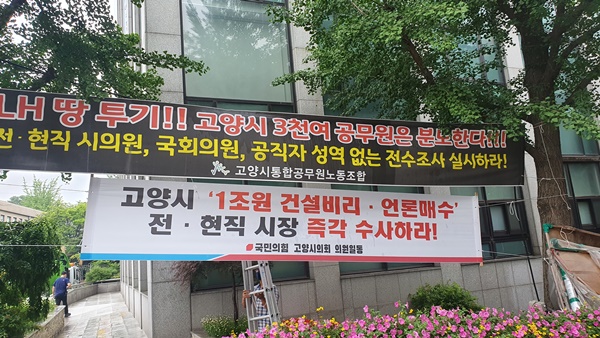 LH 땅 투기!! 고양시 3천여 공무원은 분노한다!!!
전·현직 시의원, 국회의원, 공직자 성역 없는 전수조사 실시하라!
고양시통합공무원노동조합
고양시 '1조원 건설비리·언론매수'
전·현직 시장 즉각 수사하라!
국민의힘 고양시의회 의원일동